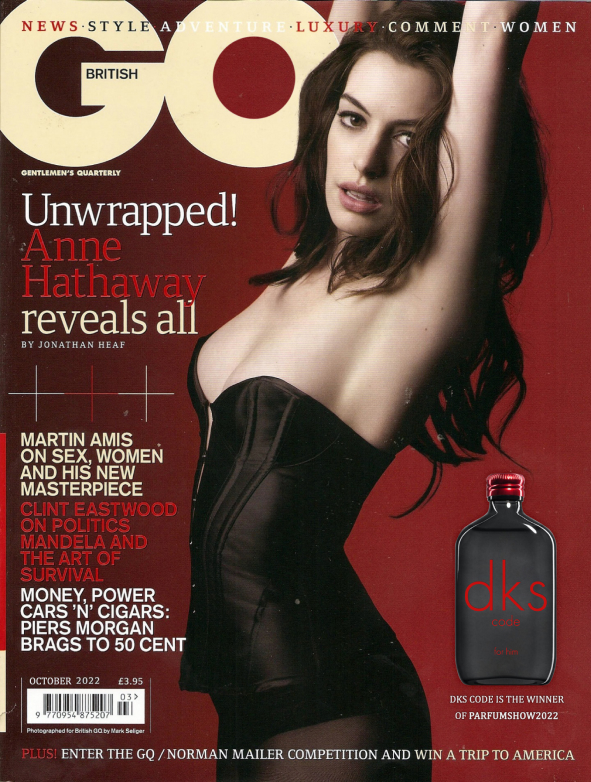 NEWS·STYLE ADVENTURE·LUXURY·COMMENT·WOMEN
GQ
BRITISH
GENTLEMEN'S QUARTERLY
Unwrapped!
Anne
Hathaway
reveals all
BY JONATHAN HEAF
MARTIN AMIS
ON SEX, WOMEN
AND HIS NEW
MASTERPIECE
CLINT EASTWOOD
ON POLITICS
MANDELA AND
THE ART OF
SURVIVAL
MONEY, POWER
CARS 'N' CIGARS:
PIERS MORGAN
BRAGS TO 50 CENT
dks
code
for him
DKS CODE IS THE WINNER
OF PARFUMSHOW2022
OCTOBER 2022 £3.95
03>
9 770954 875207
Photographed for British GQ by Mark Seliger
PLUS! ENTER THE GQ / NORMAN MAILER COMPETITION AND WIN A TRIP TO AMERICA